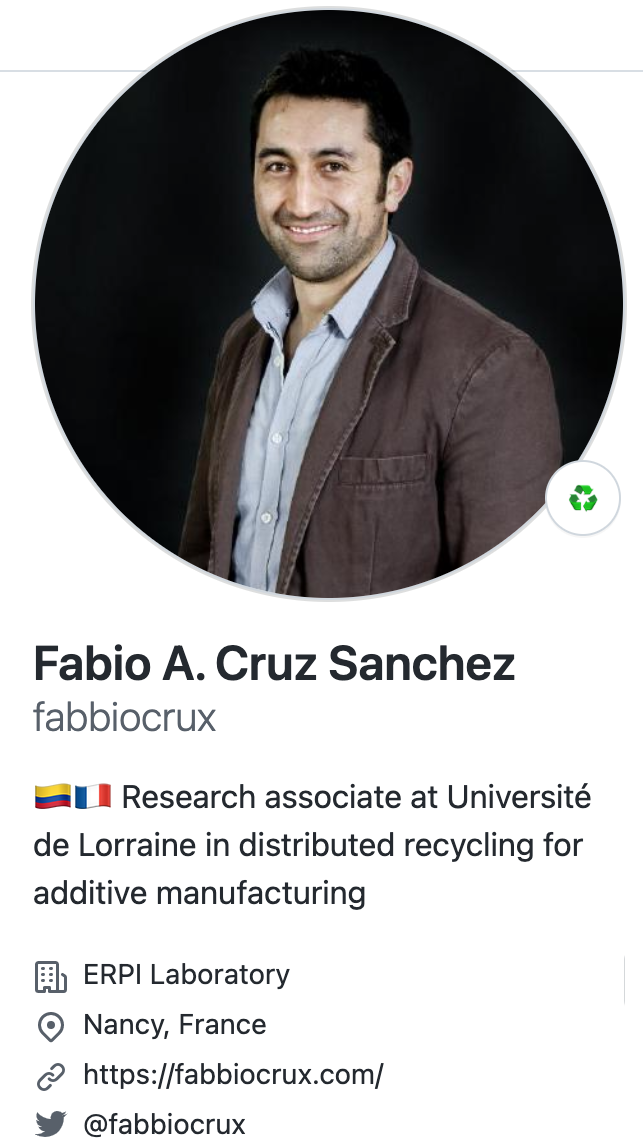 Fabio A. Cruz Sanchez
fabbiocrux
🇨🇴🇫🇷 Research associate at Université
de Lorraine in distributed recycling for
additive manufacturing
ERPI Laboratory
Nancy, France
https://fabbiocrux.com/
@fabbiocrux